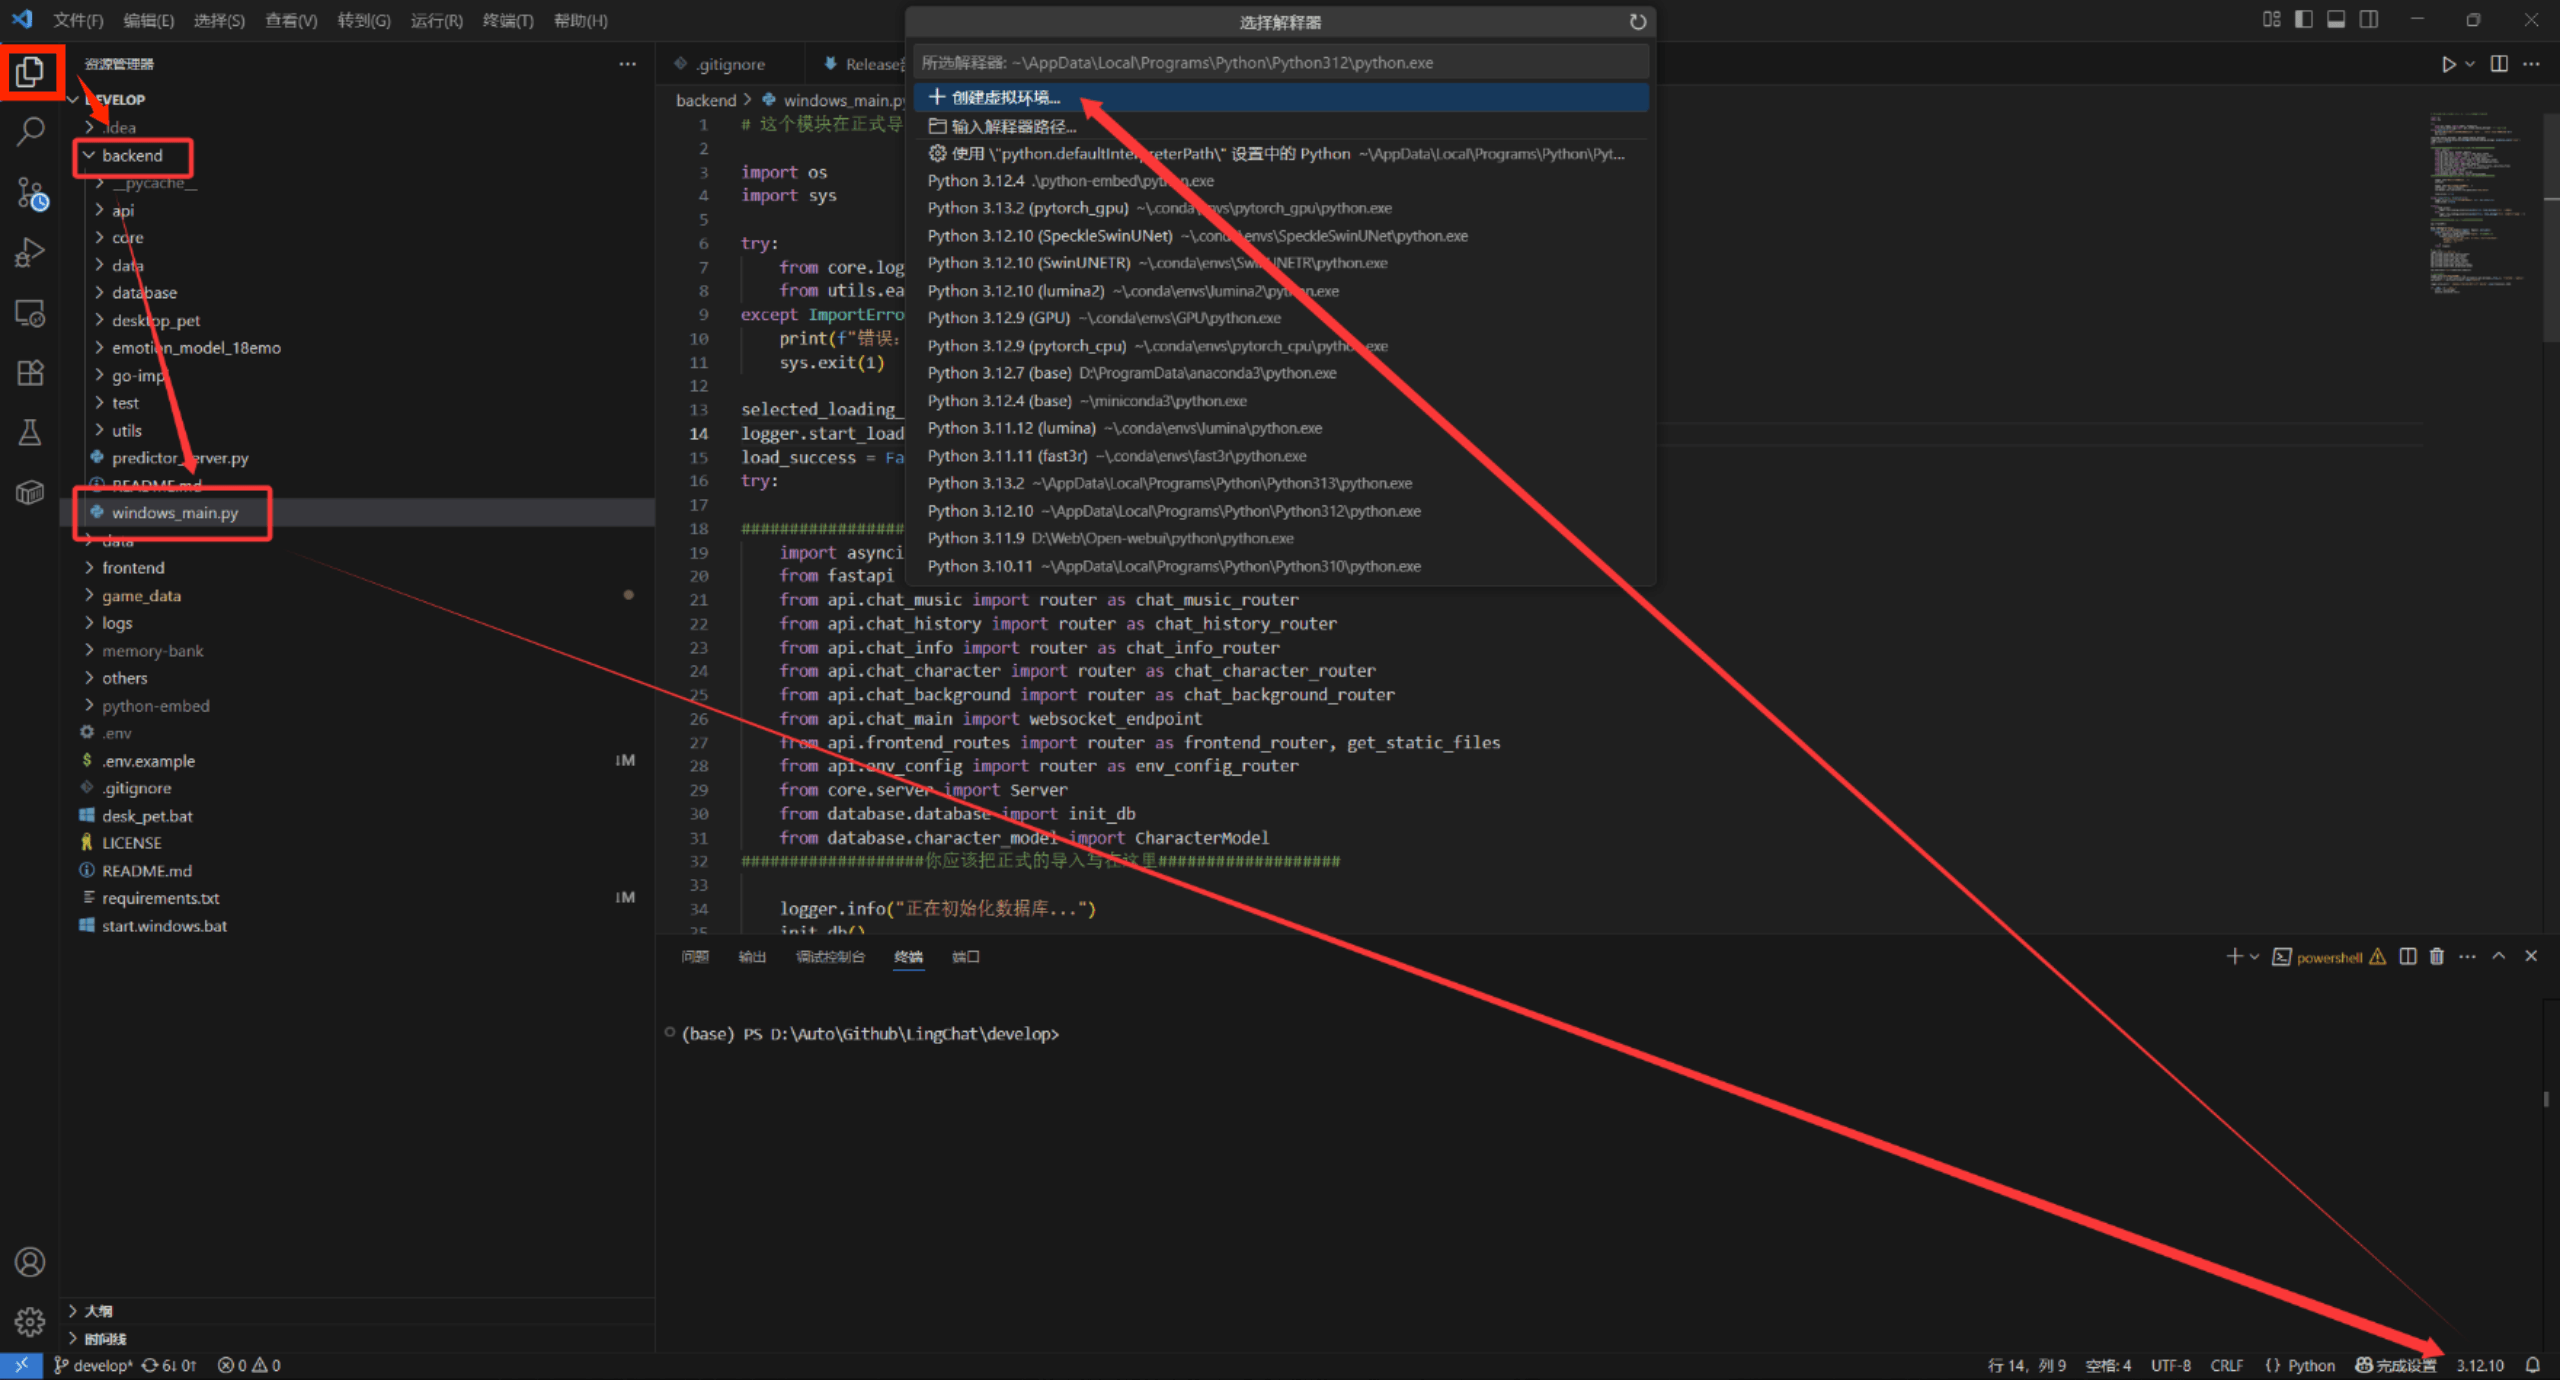 文件(F) 编辑(E) 选择(S) 查看(V) 转到(G) 运行(R) 终端(T) 帮助(H)
选择解释器
所选解释器: ~\AppData\Local\Programs\Python\Python312\python.exe
创建虚拟环境...
输入解释器路径...
使用 \"python.defaultInterpreterPath\" 设置中的 Python ~\AppData\Local\Programs\Python\Pyt...
Python 3.12.4 .\python-embed\python.exe
Python 3.13.2 (pytorch_gpu) ~\.conda\envs\pytorch_gpu\python.exe
Python 3.12.10 (SpeckleSwinUNet) ~\.conda\envs\SpeckleSwinUNet\python.exe
Python 3.12.10 (SwinUNETR) ~\.conda\envs\SwinUNETR\python.exe
Python 3.12.10 (lumina2) ~\.conda\envs\lumina2\python.exe
Python 3.12.9 (GPU) ~\.conda\envs\GPU\python.exe
Python 3.12.9 (pytorch_cpu) ~\.conda\envs\pytorch_cpu\python.exe
Python 3.12.7 (base) D:\ProgramData\anaconda3\python.exe
Python 3.12.4 (base) ~\miniconda3\python.exe
Python 3.11.12 (lumina) ~\.conda\envs\lumina\python.exe
Python 3.11.11 (fast3r) ~\.conda\envs\fast3r\python.exe
Python 3.13.2 ~\AppData\Local\Programs\Python\Python313\python.exe
Python 3.12.10 ~\AppData\Local\Programs\Python\Python312\python.exe
Python 3.11.9 D:\Web\Open-webui\python\python.exe
Python 3.10.11 ~\AppData\Local\Programs\Python\Python310\python.exe
资源管理器
DEVELOP
.idea
backend
__pycache__
api
core
data
database
desktop_pet
emotion_model_18emo
go-impl
test
utils
predictor_server.py
README.md
windows_main.py
data
frontend
game_data
logs
memory-bank
others
python-embed
.env
.env.example ↓M
.gitignore
desk_pet.bat
LICENSE
README.md
requirements.txt ↓M
start.windows.bat
大纲
时间线
.gitignore Release
backend > windows_main.py
1 # 这个模块在正式导
2
3 import os
4 import sys
5
6 try:
7 from core.log
8 from utils.ea
9 except ImportErro
10 print(f"错误:
11 sys.exit(1)
12
13 selected_loading_
14 logger.start_load
15 load_success = Fa
16 try:
17
18 #################
19 import asynci
20 from fastapi
21 from api.chat_music import router as chat_music_router
22 from api.chat_history import router as chat_history_router
23 from api.chat_info import router as chat_info_router
24 from api.chat_character import router as chat_character_router
25 from api.chat_background import router as chat_background_router
26 from api.chat_main import websocket_endpoint
27 from api.frontend_routes import router as frontend_router, get_static_files
28 from api.env_config import router as env_config_router
29 from core.server import Server
30 from database.database import init_db
31 from database.character_model import CharacterModel
32 ###################你应该把正式的导入写在这里###################
33
34 logger.info("正在初始化数据库...")
35 init_db()
问题 输出 调试控制台 终端 端口
powershell
(base) PS D:\Auto\Github\LingChat\develop>
develop* 6↓ 0↑ 0 0
行 14, 列 9 空格: 4 UTF-8 CRLF {} Python 完成设置 3.12.10